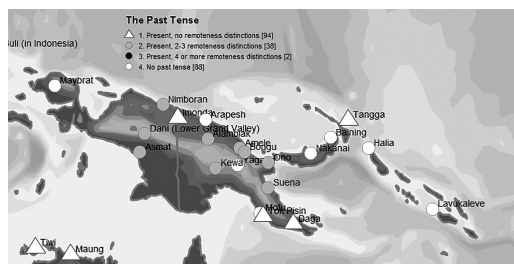 The Past Tense
1. Present, no remoteness distinctions [94]
2. Present, 2-3 remoteness distinctions [38]
3. Present, 4 or more remoteness distinctions [2]
4. No past tense [88]
Buli (in Indonesia)
Maybrat
Nimboran
Imonda
Arapesh
Tangga
Dani (Lower Grand Valley)
Alamblak
Baining
Asmat
Amele
Nakanai
Halia
Kewa
Ono
Suena
Lavukaleve
Motu
Tok Pisin
Daga
Tiwi
Maung